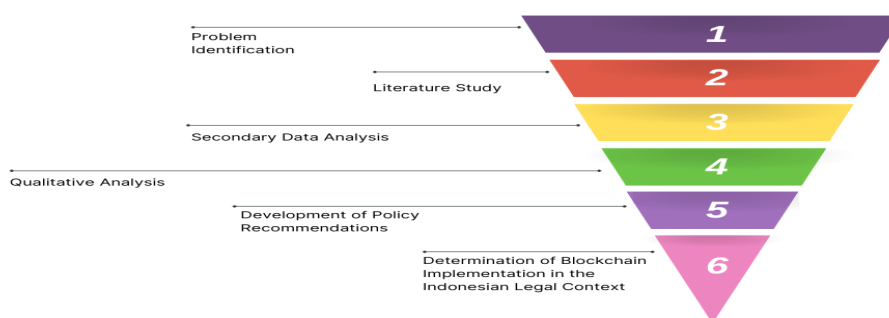 1
Problem
Identification
2
Literature Study
3
Secondary Data Analysis
4
Qualitative Analysis
5
Development of Policy
Recommendations
6
Determination of Blockchain
Implementation in the
Indonesian Legal Context